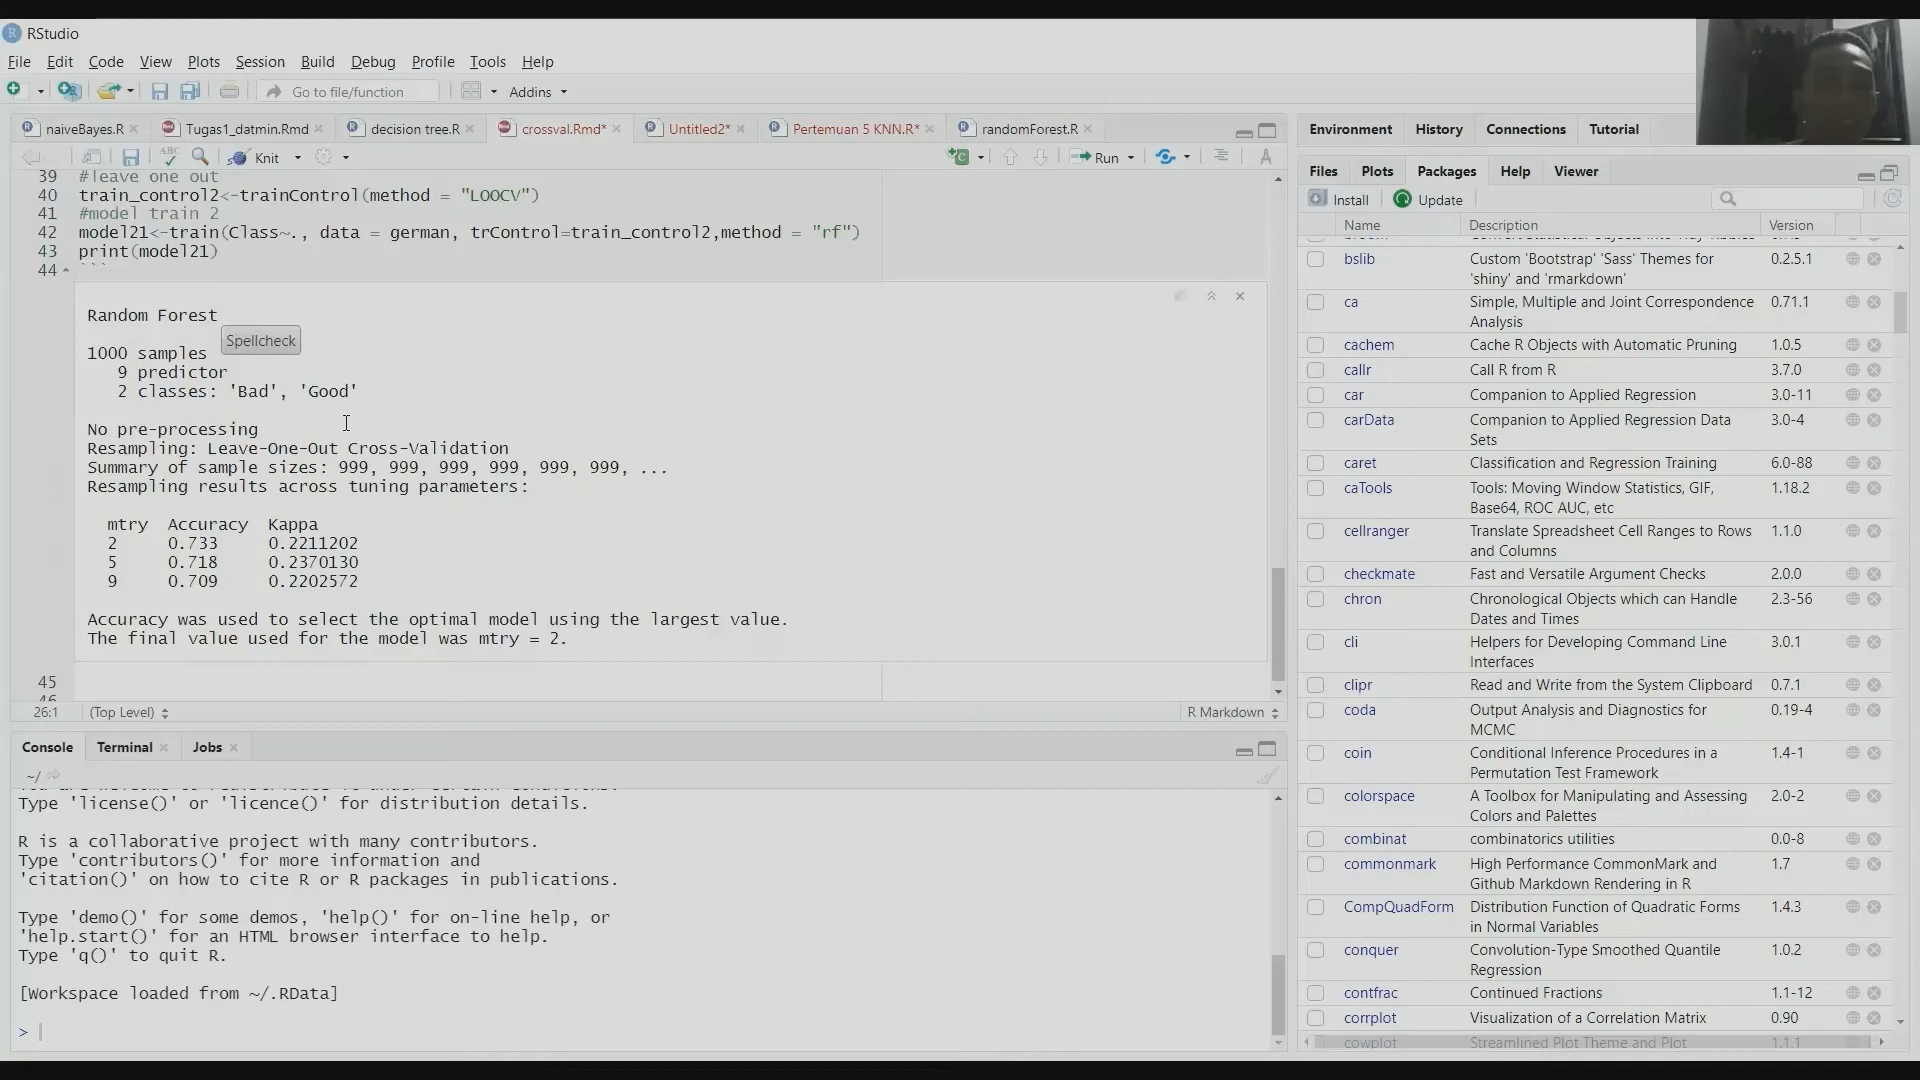 RStudio
File Edit Code View Plots Session Build Debug Profile Tools Help
Go to file/function Addins
naiveBayes.R Tugas1_datmin.Rmd decision tree.R crossval.Rmd* Untitled2* Pertemuan 5 KNN.R* randomForest.R
ABC Knit Run
39 #leave one out
40 train_control2<-trainControl(method = "LOOCV")
41 #model train 2
42 model21<-train(Class~., data = german, trControl=train_control2,method = "rf")
43 print(model21)
44 ```
Random Forest
Spellcheck
1000 samples
9 predictor
2 classes: 'Bad', 'Good'
No pre-processing
Resampling: Leave-One-Out Cross-Validation
Summary of sample sizes: 999, 999, 999, 999, 999, 999, ...
Resampling results across tuning parameters:
mtry Accuracy Kappa
2 0.733 0.2211202
5 0.718 0.2370130
9 0.709 0.2202572
Accuracy was used to select the optimal model using the largest value.
The final value used for the model was mtry = 2.
45
46
26:1 (Top Level) R Markdown
Console Terminal Jobs
~/
Type 'license()' or 'licence()' for distribution details.
R is a collaborative project with many contributors.
Type 'contributors()' for more information and
'citation()' on how to cite R or R packages in publications.
Type 'demo()' for some demos, 'help()' for on-line help, or
'help.start()' for an HTML browser interface to help.
Type 'q()' to quit R.
[Workspace loaded from ~/.RData]
>
Environment History Connections Tutorial
Files Plots Packages Help Viewer
Install Update
Name Description Version
bslib Custom 'Bootstrap' 'Sass' Themes for 0.2.5.1
'shiny' and 'rmarkdown'
ca Simple, Multiple and Joint Correspondence 0.71.1
Analysis
cachem Cache R Objects with Automatic Pruning 1.0.5
callr Call R from R 3.7.0
car Companion to Applied Regression 3.0-11
carData Companion to Applied Regression Data 3.0-4
Sets
caret Classification and Regression Training 6.0-88
caTools Tools: Moving Window Statistics, GIF, 1.18.2
Base64, ROC AUC, etc
cellranger Translate Spreadsheet Cell Ranges to Rows 1.1.0
and Columns
checkmate Fast and Versatile Argument Checks 2.0.0
chron Chronological Objects which can Handle 2.3-56
Dates and Times
cli Helpers for Developing Command Line 3.0.1
Interfaces
clipr Read and Write from the System Clipboard 0.7.1
coda Output Analysis and Diagnostics for 0.19-4
MCMC
coin Conditional Inference Procedures in a 1.4-1
Permutation Test Framework
colorspace A Toolbox for Manipulating and Assessing 2.0-2
Colors and Palettes
combinat combinatorics utilities 0.0-8
commonmark High Performance CommonMark and 1.7
Github Markdown Rendering in R
CompQuadForm Distribution Function of Quadratic Forms 1.4.3
in Normal Variables
conquer Convolution-Type Smoothed Quantile 1.0.2
Regression
contfrac Continued Fractions 1.1-12
corrplot Visualization of a Correlation Matrix 0.90
cowplot Streamlined Plot Theme and Plot 1.1.1